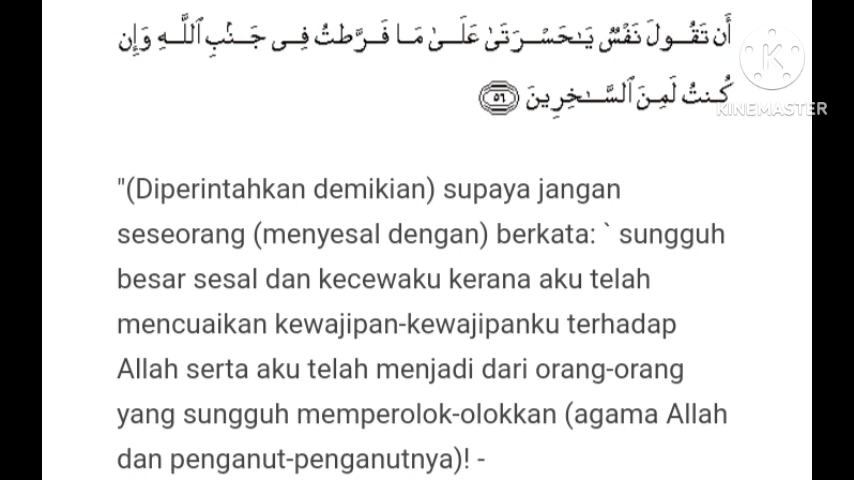 أَن تَقُولَ نَفْسٌ يَـٰحَسْرَتَىٰ عَلَىٰ مَا فَرَّطتُ فِى جَنۢبِ ٱللَّهِ وَإِن
كُنتُ لَمِنَ ٱلسَّـٰخِرِينَ ٥٦
KINEMASTER
"(Diperintahkan demikian) supaya jangan
seseorang (menyesal dengan) berkata: ` sungguh
besar sesal dan kecewaku kerana aku telah
mencuaikan kewajipan-kewajipanku terhadap
Allah serta aku telah menjadi dari orang-orang
yang sungguh memperolok-olokkan (agama Allah
dan penganut-penganutnya)! -